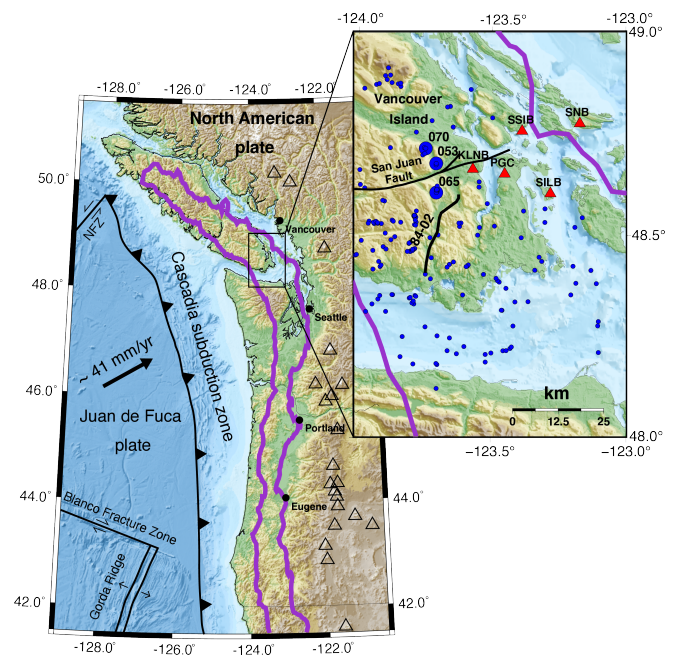 -124.0°
-123.5°
-123.0°
49.0°
-128.0°
-126.0°
-124.0°
-122.0°
North American
plate
Vancouver
Island
SSIB
SNB
070
053
KLNB
PGC
San Juan
Fault
065
SILB
84-02
50.0°
NFZ
Vancouver
48.5°
48.0°
Cascadia subduction zone
Seattle
~ 41 mm/yr
km
0
12.5
25
46.0°
Juan de Fuca
plate
Portland
48.0°
-123.5°
-123.0°
44.0°
Blanco Fracture Zone
Eugene
44.0°
Gorda Ridge
42.0°
42.0°
-128.0°
-126.0°
-124.0°
-122.0°